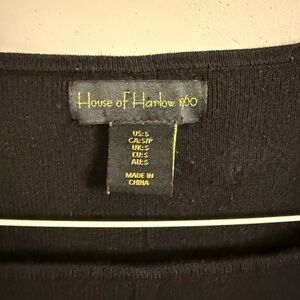 House of Harlow 1960
US:S
CA:S/P
UK:S
EU:S
AU:S
MADE IN
CHINA